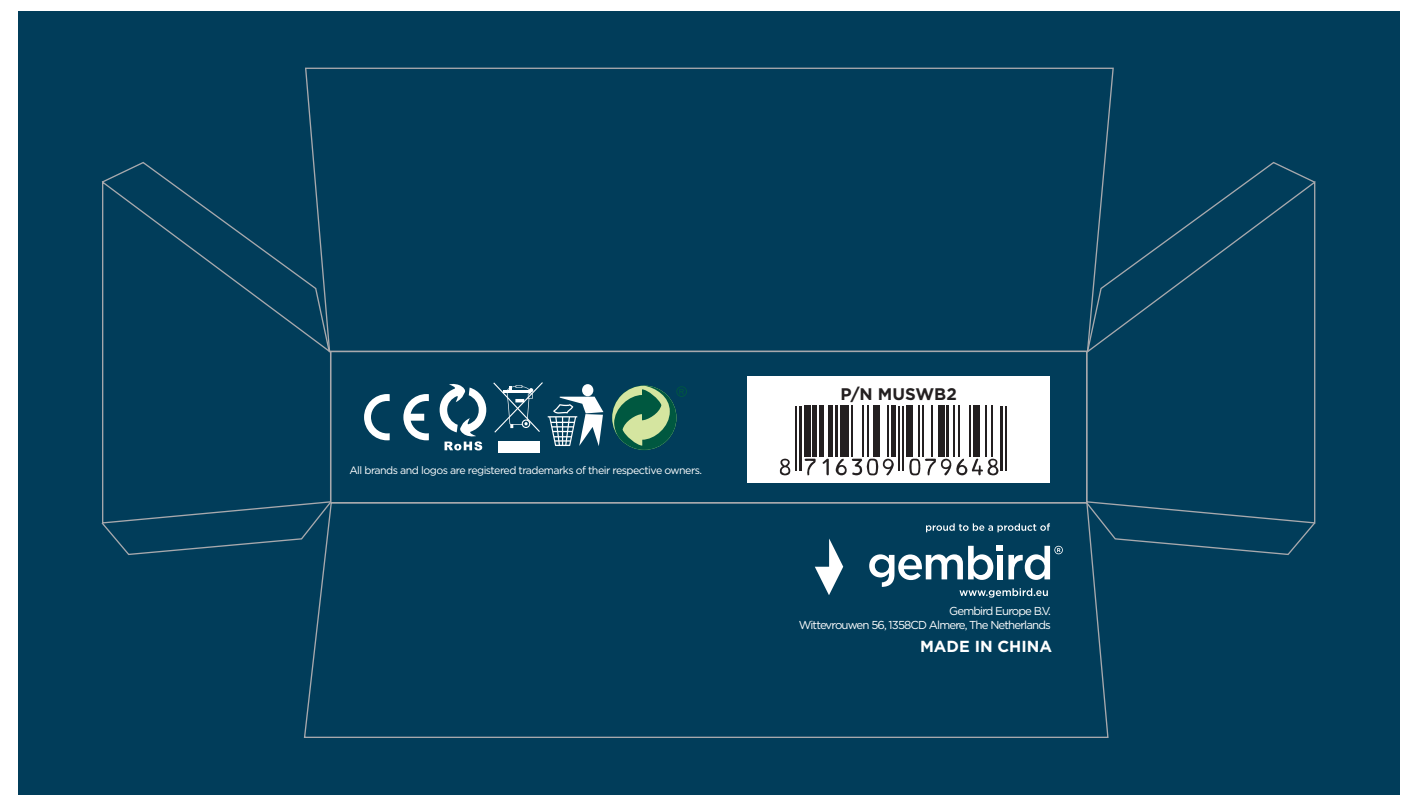 CE
RoHS
®
All brands and logos are registered trademarks of their respective owners.
P/N MUSWB2
8 716309 079648
proud to be a product of
gembird®
www.gembird.eu
Gembird Europe B.V.
Wittevrouwen 56, 1358CD Almere, The Netherlands
MADE IN CHINA